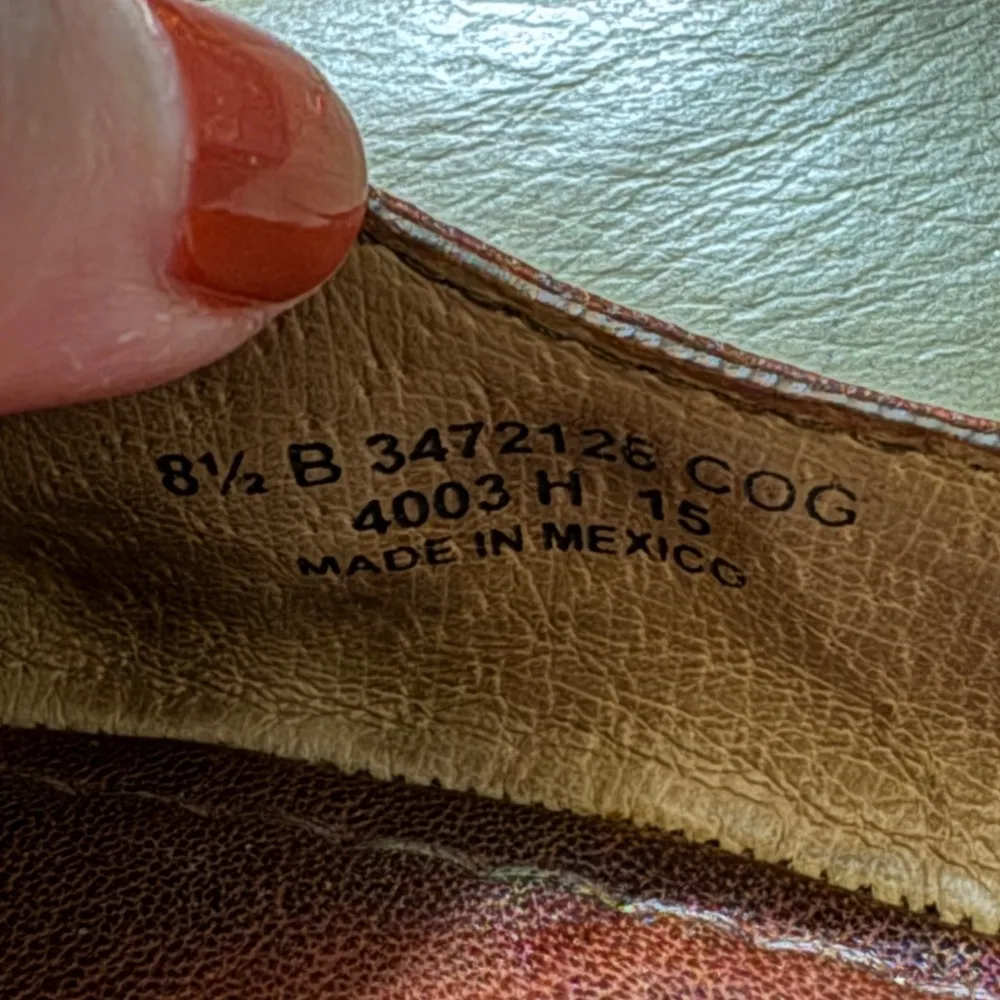 8½ B 3472126 COG
4003 H 15
MADE IN MEXICO